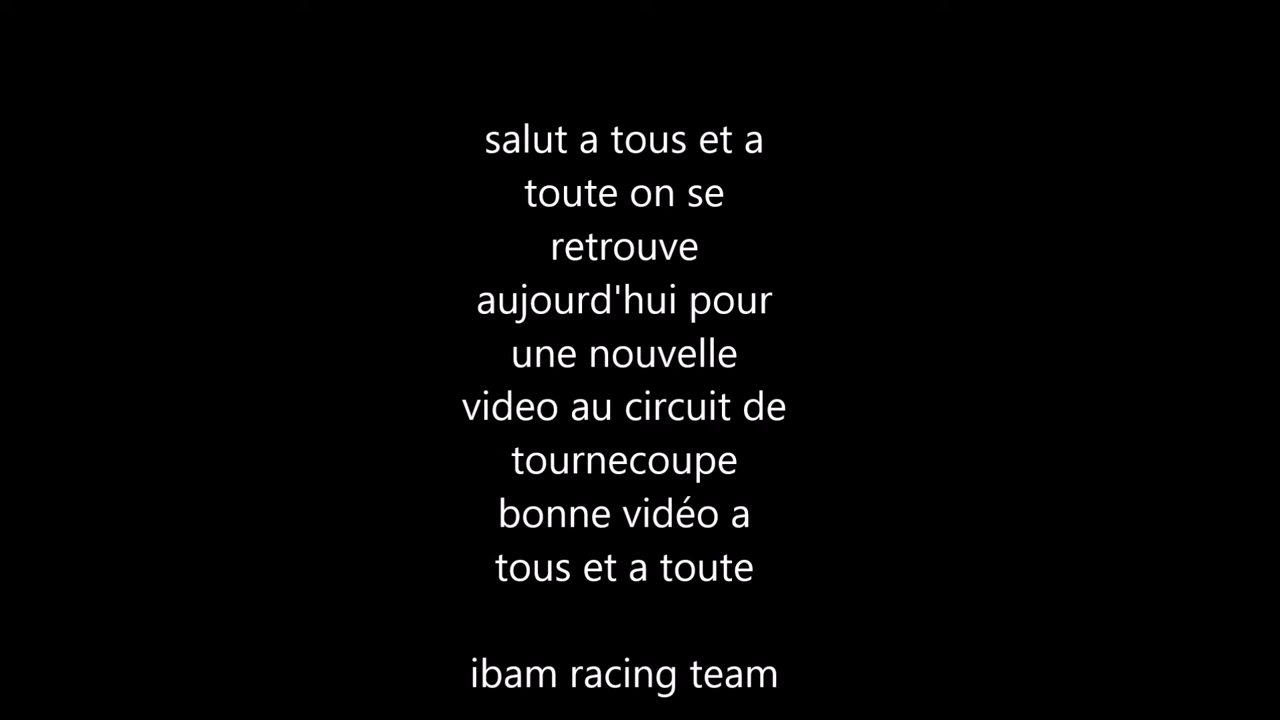 salut a tous et a
toute on se
retrouve
aujourd'hui pour
une nouvelle
video au circuit de
tournecoupe
bonne vidéo a
tous et a toute
ibam racing team